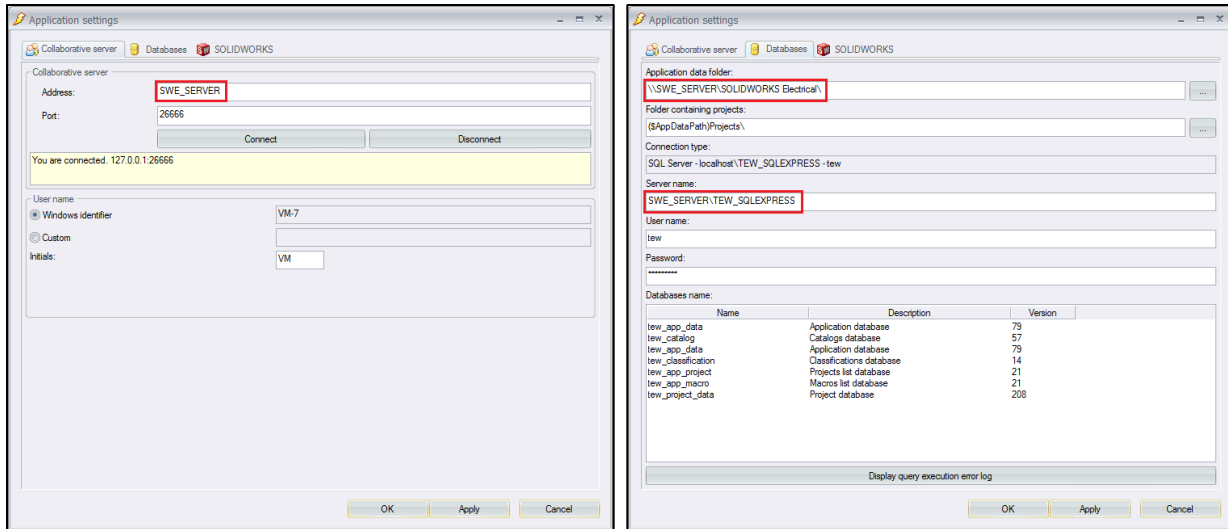 Application settings
Collaborative server Databases SOLIDWORKS
Collaborative server
Address: SWE_SERVER
Port: 26666
Connect Disconnect
You are connected. 127.0.0.1:26666
User name
Windows identifier VM-7
Custom
Initials: VM
OK Apply Cancel
Application settings
Collaborative server Databases SOLIDWORKS
Application data folder:
\\SWE_SERVER\SOLIDWORKS Electrical\
...
Folder containing projects:
($AppDataPath)Projects\
...
Connection type:
SQL Server - localhost\TEW_SQLEXPRESS - tew
Server name:
SWE_SERVER\TEW_SQLEXPRESS
User name:
tew
Password:
*********
Databases name:
Name Description Version
tew_app_data Application database 79
tew_catalog Catalogs database 57
tew_app_data Application database 79
tew_classification Classifications database 14
tew_app_project Projects list database 21
tew_app_macro Macros list database 21
tew_project_data Project database 208
Display query execution error log
OK Apply Cancel